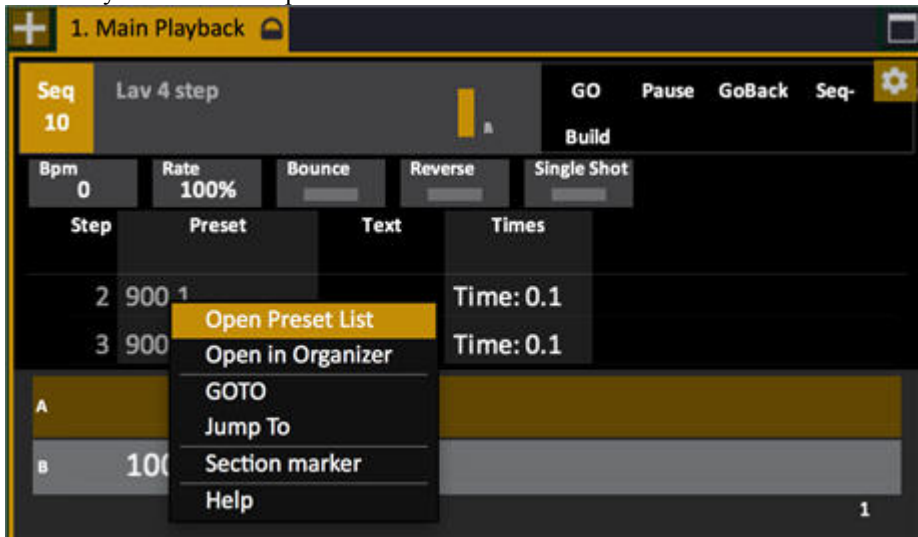 1. Main Playback
Seq Lav 4 step GO Pause GoBack Seq-
10 A Build
Bpm Rate Bounce Reverse Single Shot
0 100%
Step Preset Text Times
2 900.1 Time: 0.1
3 900 Time: 0.1
Open Preset List
Open in Organizer
GOTO
Jump To
Section marker
Help
A
B 100
1